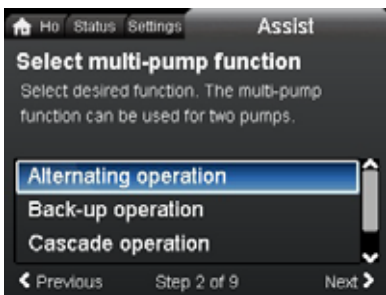 Ho Status Settings Assist
Select multi-pump function
Select desired function. The multi-pump
function can be used for two pumps.
Alternating operation
Back-up operation
Cascade operation
Previous Step 2 of 9 Next